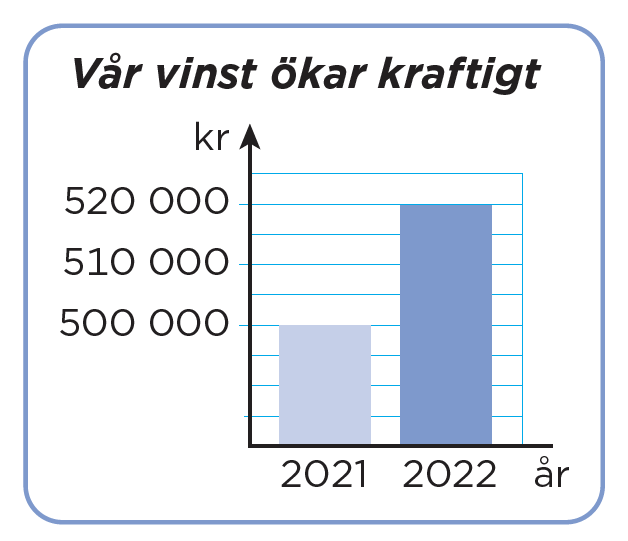 Vår vinst ökar kraftigt
kr
520 000
510 000
500 000
2021 2022 år